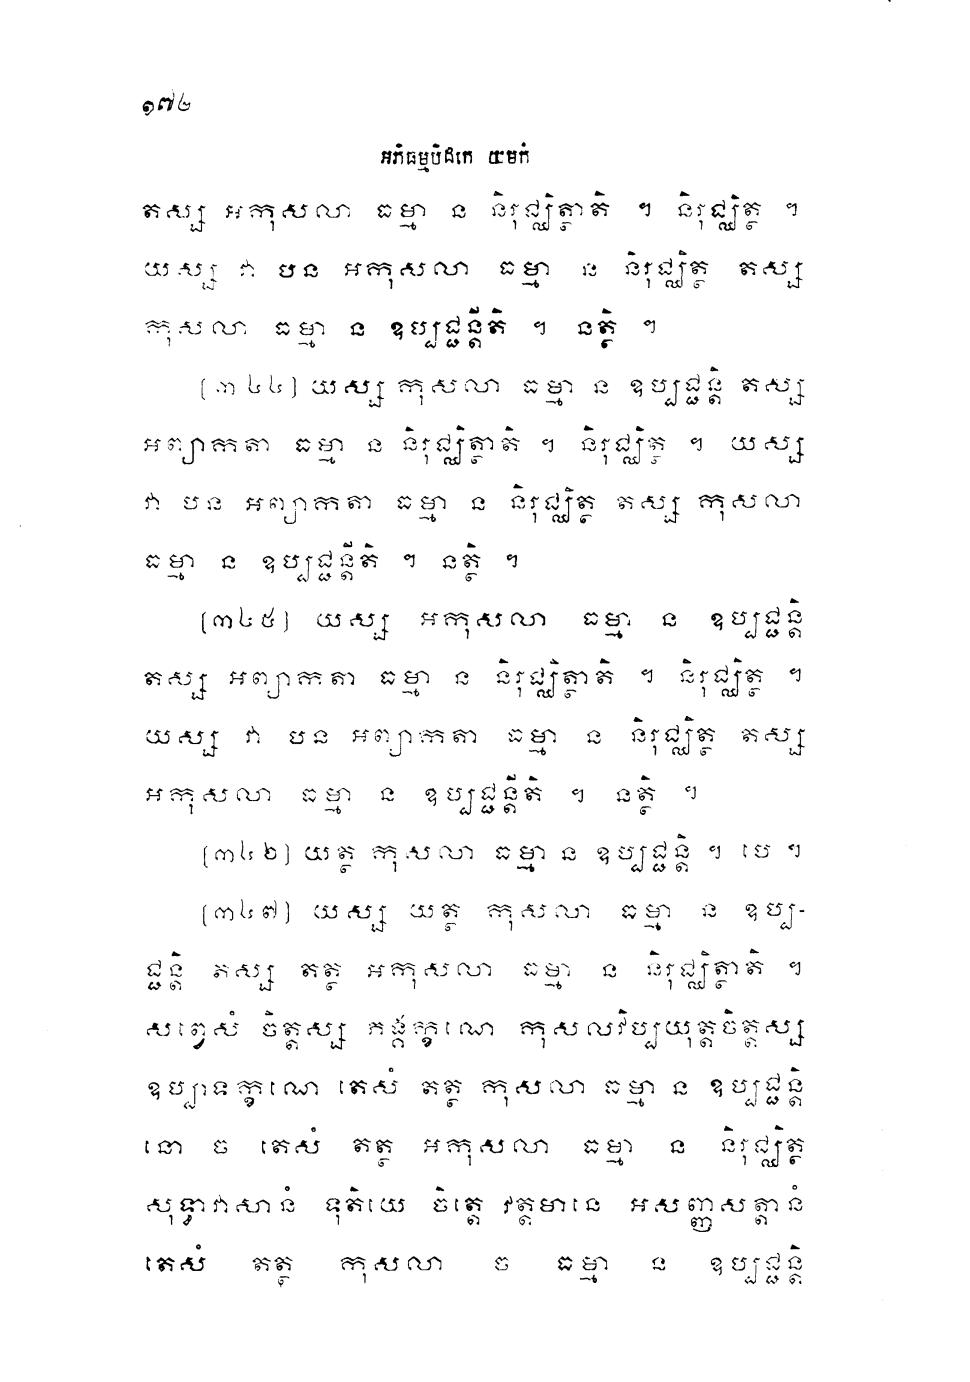 ១៧២
អភិធម្មបិដកេ យមកំ
តស្ស អកុសលា ធម្មា ន និរុជ្ឈិត្ថាតិ ។ និរុជ្ឈិត្ថ ។
យស្ស វា បន អកុសលា ធម្មា ន និរុជ្ឈិត្ថ តស្ស
កុសលា ធម្មា ន ឧប្បជ្ជន្តីតិ ។ នត្ថិ ។
[៣៤៤] យស្ស កុសលា ធម្មា ន ឧប្បជ្ជន្តិ តស្ស
អព្យាកតា ធម្មា ន និរុជ្ឈិត្ថាតិ ។ និរុជ្ឈិត្ថ ។ យស្ស
វា បន អព្យាកតា ធម្មា ន និរុជ្ឈិត្ថ តស្ស កុសលា
ធម្មា ន ឧប្បជ្ជន្តីតិ ។ នត្ថិ ។
[៣៤៥] យស្ស អកុសលា ធម្មា ន ឧប្បជ្ជន្តិ
តស្ស អព្យាកតា ធម្មា ន និរុជ្ឈិត្ថាតិ ។ និរុជ្ឈិត្ថ ។
យស្ស វា បន អព្យាកតា ធម្មា ន និរុជ្ឈិត្ថ តស្ស
អកុសលា ធម្មា ន ឧប្បជ្ជន្តីតិ ។ នត្ថិ ។
[៣៤៦] យត្ថ កុសលា ធម្មា ន ឧប្បជ្ជន្តិ ។ បេ ។
[៣៤៧] យស្ស យត្ថ កុសលា ធម្មា ន ឧប្ប-
ជ្ជន្តិ តស្ស តត្ថ អកុសលា ធម្មា ន និរុជ្ឈិត្ថាតិ ។
សព្វេសំ ចិត្តស្ស ភង្គក្ខណេ កុសលវិប្បយុត្តចិត្តស្ស
ឧប្បាទក្ខណេ តេសំ តត្ថ កុសលា ធម្មា ន ឧប្បជ្ជន្តិ
នោ ច តេសំ តត្ថ អកុសលា ធម្មា ន និរុជ្ឈិត្ថ
សុទ្ធាវាសានំ ទុតិយេ ចិត្តេ វត្តមានេ អសញ្ញសត្តានំ
តេសំ តត្ថ កុសលា ច ធម្មា ន ឧប្បជ្ជន្តិ